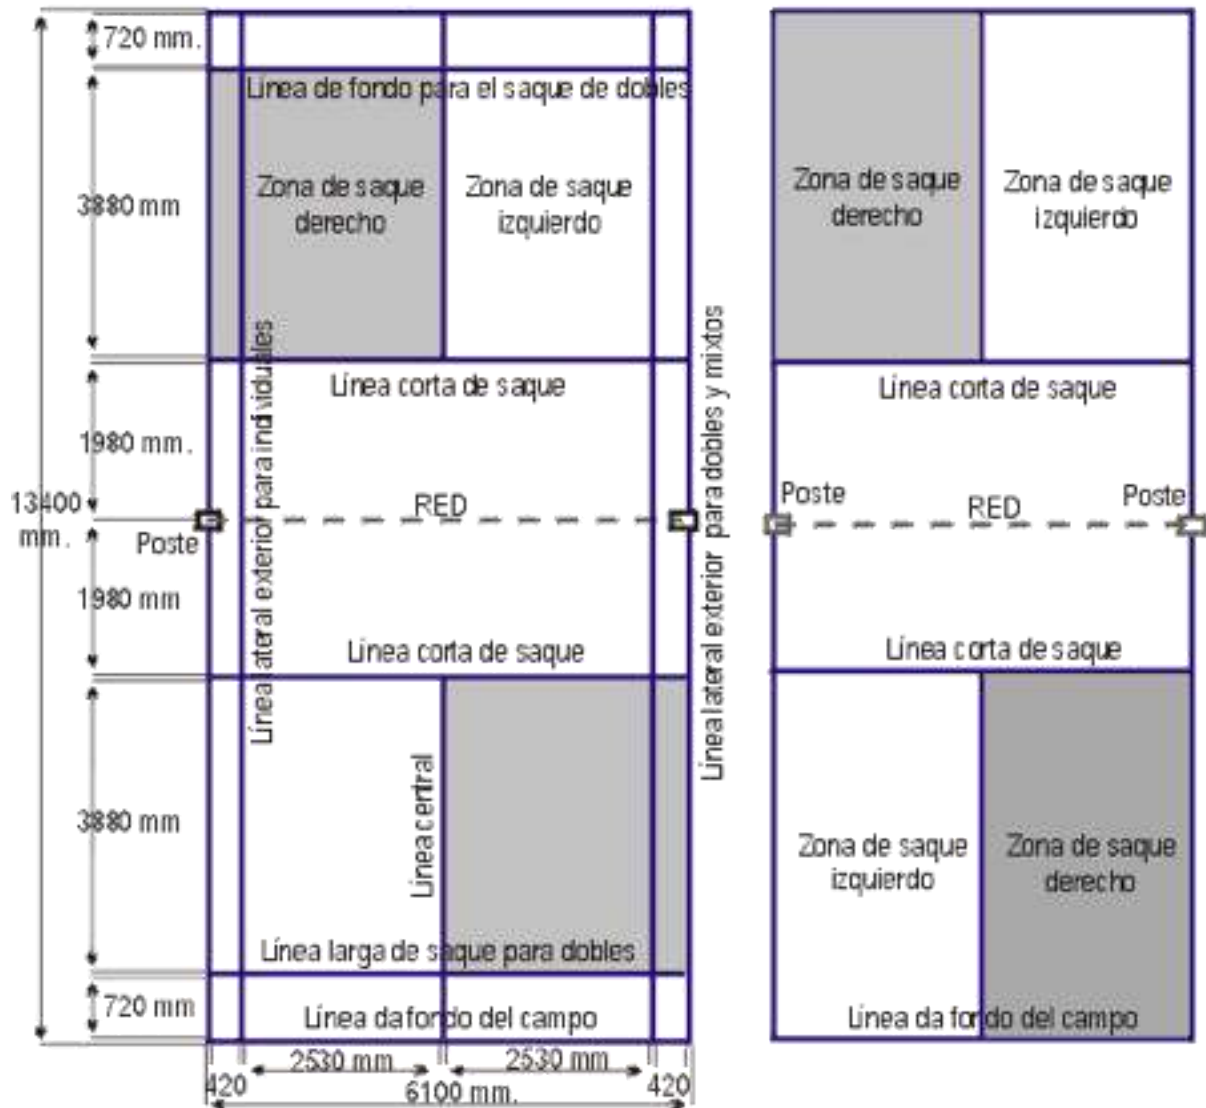 720 mm.
Línea de fondo para el saque de dobles
3880 mm
Zona de saque
derecho
Zona de saque
izquierdo
Línea lateral exterior para individuales
Línea corta de saque
1980 mm.
13400
mm.
RED
Poste
1980 mm
Línea lateral exterior para dobles y mixtos
Línea corta de saque
3880 mm
Línea central
Línea larga de saque para dobles
720 mm
Línea da fondo del campo
2530 mm
2530 mm
420
6100 mm.
420
Zona de saque
derecho
Zona de saque
izquierdo
Línea corta de saque
Poste
RED
Poste
Línea corta de saque
Zona de saque
izquierdo
Zona de saque
derecho
Línea da fondo del campo